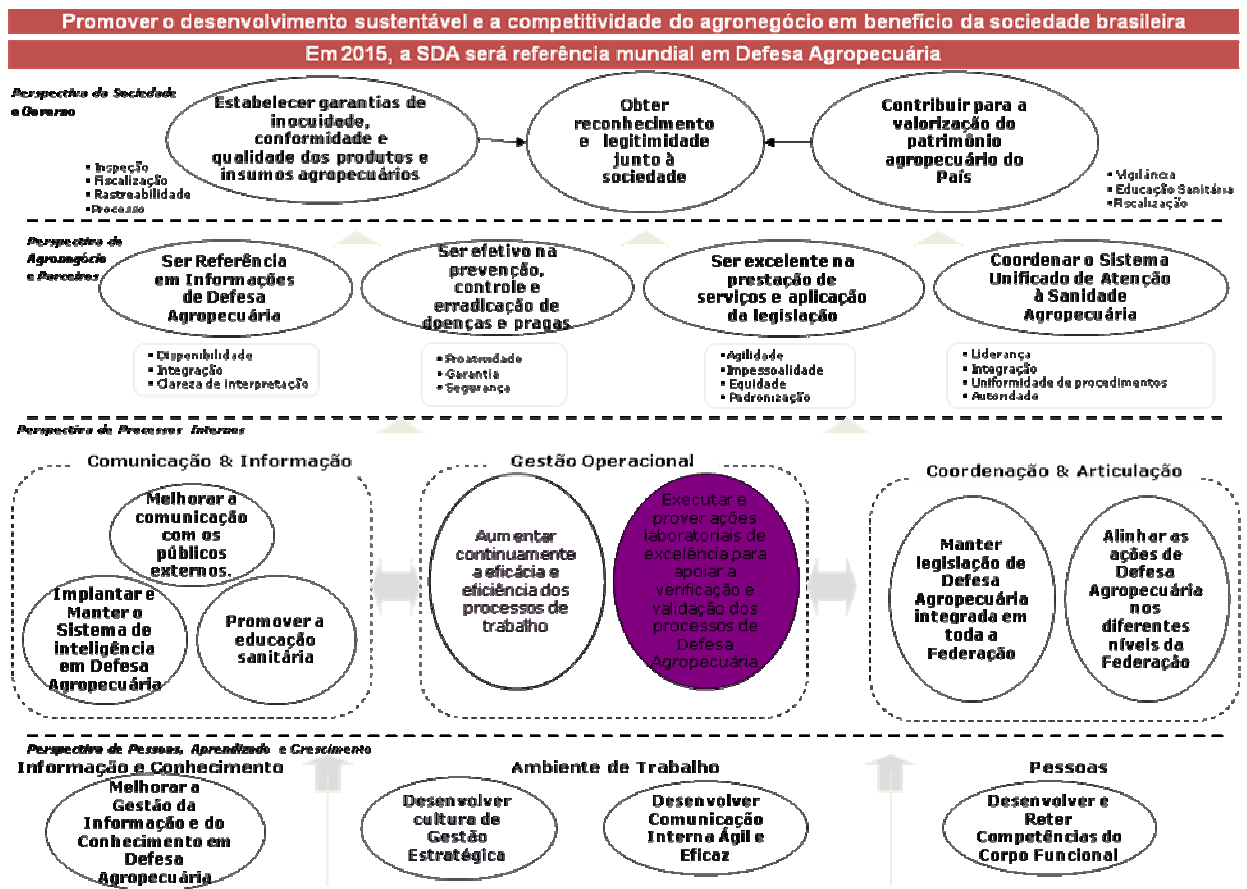 Promover o desenvolvimento sustentável e a competitividade do agronegócio em benefício da sociedade brasileira
Em 2015, a SDA será referência mundial em Defesa Agropecuária
Perspectiva da Sociedade
e Governo
Estabelecer garantias de
inocuidade,
conformidade e
qualidade dos produtos e
insumos agropecuários
Obter
reconhecimento
e legitimidade
junto à
sociedade
Contribuir para a
valorização do
patrimônio
agropecuário do
País
▪ Inspeção
▪ Fiscalização
▪ Rastreabilidade
▪ Processo
▪ Vigilância
▪ Educação Sanitária
▪ Fiscalização
Perspectiva de
Agronegócio
e Parceiros
Ser Referência
em Informações
de Defesa
Agropecuária
Ser efetivo na
prevenção,
controle e
erradicação de
doenças e pragas
Ser excelente na
prestação de
serviços e aplicação
da legislação
Coordenar o Sistema
Unificado de Atenção
à Sanidade
Agropecuária
▪ Disponibilidade
▪ Integração
▪ Clareza de interpretação
▪ Proatividade
▪ Garantia
▪ Segurança
▪ Agilidade
▪ Impessoalidade
▪ Equidade
▪ Padronização
▪ Liderança
▪ Integração
▪ Uniformidade de procedimentos
▪ Autoridade
Perspectiva de Processos Internos
Comunicação & Informação
Melhorar a
comunicação
com os
públicos
externos.
Implantar e
Manter o
Sistema de
inteligência
em Defesa
Agropecuária
Promover a
educação
sanitária
Gestão Operacional
Aumentar
continuamente
a eficácia e
eficiência dos
processos de
trabalho
Executar e
prover ações
laboratoriais de
excelência para
apoiar a
verificação e
validação dos
processos de
Defesa
Agropecuária
Coordenação & Articulação
Manter
legislação de
Defesa
Agropecuária
integrada em
toda a
Federação
Alinhar as
ações de
Defesa
Agropecuária
nos
diferentes
níveis da
Federação
Perspectiva de Pessoas, Aprendizado e Crescimento
Informação e Conhecimento
Melhorar a
Gestão da
Informação e do
Conhecimento em
Defesa
Agropecuária
Ambiente de Trabalho
Desenvolver
cultura de
Gestão
Estratégica
Desenvolver
Comunicação
Interna Ágil e
Eficaz
Pessoas
Desenvolver e
Reter
Competências do
Corpo Funcional